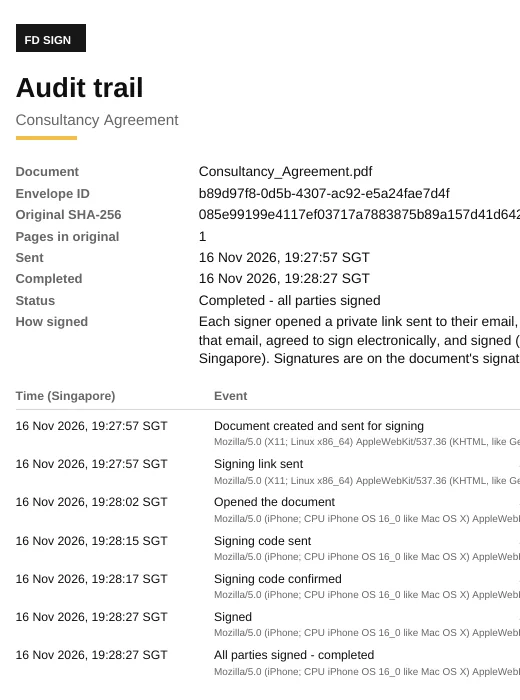 FD SIGN
Audit trail
Consultancy Agreement
Document Consultancy_Agreement.pdf
Envelope ID b89d97f8-0d5b-4307-ac92-e5a24fae7d4f
Original SHA-256 085e99199e4117ef03717a7883875b89a157d41d642
Pages in original 1
Sent 16 Nov 2026, 19:27:57 SGT
Completed 16 Nov 2026, 19:28:27 SGT
Status Completed - all parties signed
How signed Each signer opened a private link sent to their email,
that email, agreed to sign electronically, and signed (
Singapore). Signatures are on the document's signat
Time (Singapore) Event
16 Nov 2026, 19:27:57 SGT Document created and sent for signing
Mozilla/5.0 (X11; Linux x86_64) AppleWebKit/537.36 (KHTML, like Ge
16 Nov 2026, 19:27:57 SGT Signing link sent
Mozilla/5.0 (X11; Linux x86_64) AppleWebKit/537.36 (KHTML, like Ge
16 Nov 2026, 19:28:02 SGT Opened the document
Mozilla/5.0 (iPhone; CPU iPhone OS 16_0 like Mac OS X) AppleWebl
16 Nov 2026, 19:28:15 SGT Signing code sent
Mozilla/5.0 (iPhone; CPU iPhone OS 16_0 like Mac OS X) AppleWebl
16 Nov 2026, 19:28:17 SGT Signing code confirmed
Mozilla/5.0 (iPhone; CPU iPhone OS 16_0 like Mac OS X) AppleWebl
16 Nov 2026, 19:28:27 SGT Signed
Mozilla/5.0 (iPhone; CPU iPhone OS 16_0 like Mac OS X) AppleWebl
16 Nov 2026, 19:28:27 SGT All parties signed - completed
Mozilla/5.0 (iPhone; CPU iPhone OS 16_0 like Mac OS X) AppleWebl